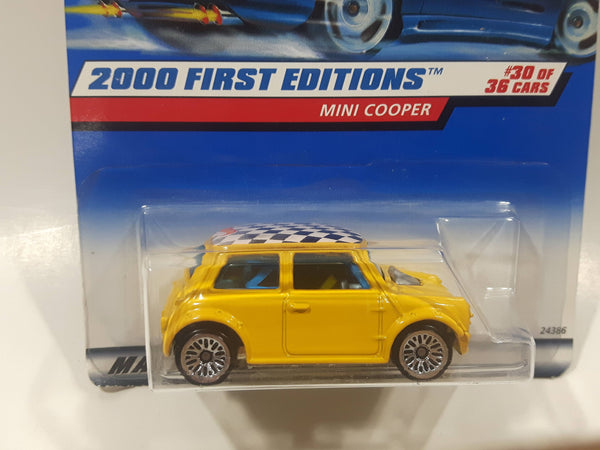 2000 FIRST EDITIONS™
#30 OF
36 CARS
MINI COOPER
24386